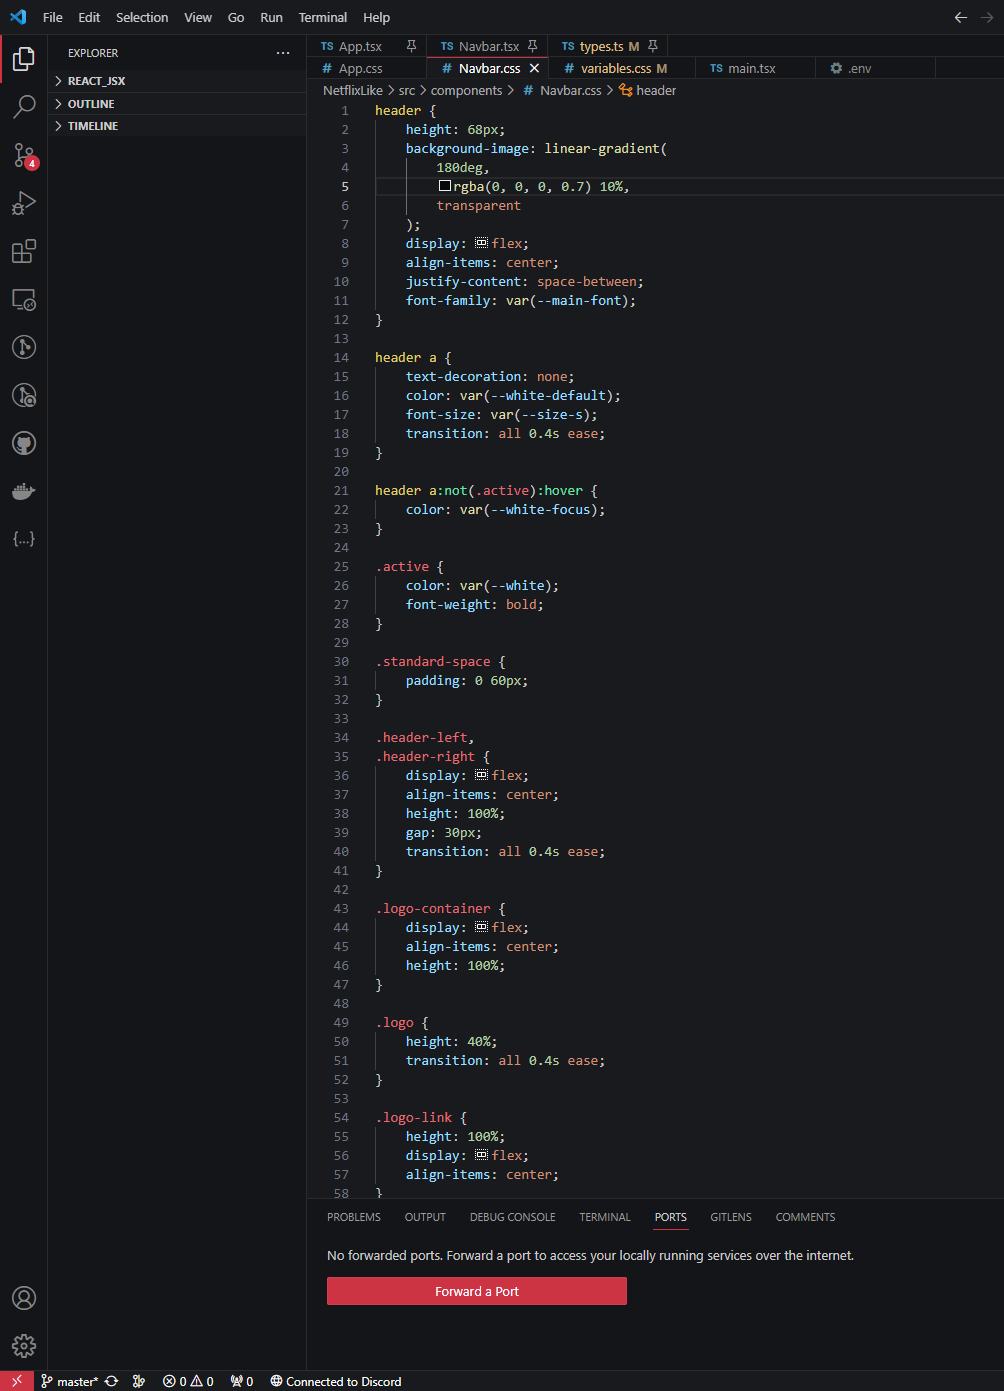 File Edit Selection View Go Run Terminal Help
EXPLORER ...
REACT_JSX
OUTLINE
TIMELINE
4
TS App.tsx TS Navbar.tsx TS types.ts M
# App.css # Navbar.css # variables.css M TS main.tsx .env
NetflixLike > src > components > # Navbar.css > header
1 header {
2 height: 68px;
3 background-image: linear-gradient(
4 180deg,
5 rgba(0, 0, 0, 0.7) 10%,
6 transparent
7 );
8 display: flex;
9 align-items: center;
10 justify-content: space-between;
11 font-family: var(--main-font);
12 }
13
14 header a {
15 text-decoration: none;
16 color: var(--white-default);
17 font-size: var(--size-s);
18 transition: all 0.4s ease;
19 }
20
21 header a:not(.active):hover {
22 color: var(--white-focus);
23 }
24
25 .active {
26 color: var(--white);
27 font-weight: bold;
28 }
29
30 .standard-space {
31 padding: 0 60px;
32 }
33
34 .header-left,
35 .header-right {
36 display: flex;
37 align-items: center;
38 height: 100%;
39 gap: 30px;
40 transition: all 0.4s ease;
41 }
42
43 .logo-container {
44 display: flex;
45 align-items: center;
46 height: 100%;
47 }
48
49 .logo {
50 height: 40%;
51 transition: all 0.4s ease;
52 }
53
54 .logo-link {
55 height: 100%;
56 display: flex;
57 align-items: center;
58 }
PROBLEMS OUTPUT DEBUG CONSOLE TERMINAL PORTS GITLENS COMMENTS
No forwarded ports. Forward a port to access your locally running services over the internet.
Forward a Port
master* 0 0 0 Connected to Discord